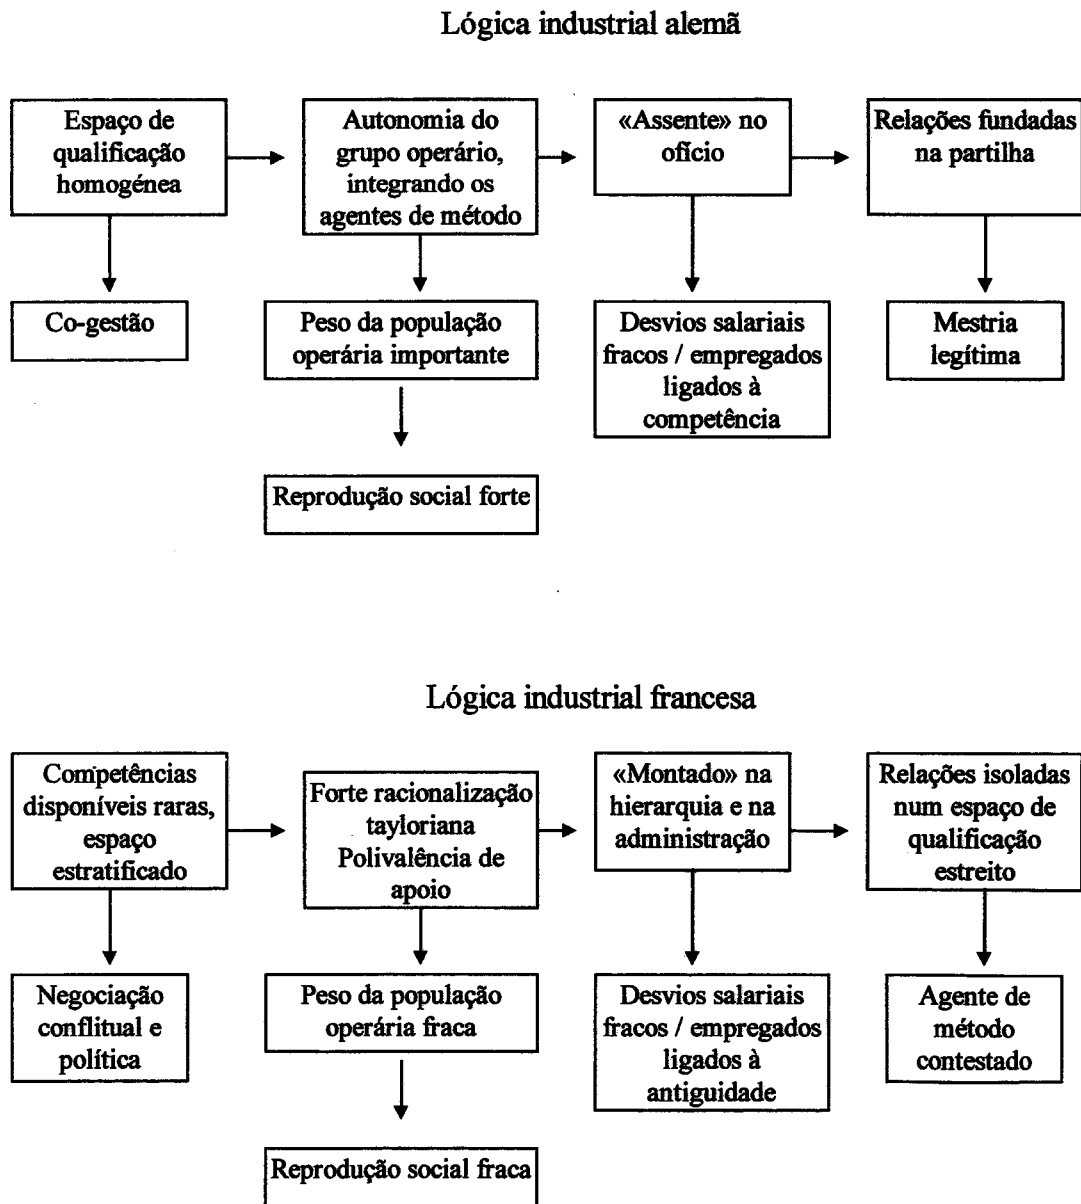 Lógica industrial alemã
Espaço de
qualificação
homogénea
Autonomia do
grupo operário,
integrando os
agentes de método
«Assente» no
ofício
Relações fundadas
na partilha
Co-gestão
Peso da população
operária importante
Desvios salariais
fracos / empregados
ligados à
competência
Mestria
legítima
Reprodução social forte
Lógica industrial francesa
Competências
disponíveis raras,
espaço
estratificado
Forte racionalização
tayloriana
Polivalência de
apoio
«Montado» na
hierarquia e na
administração
Relações isoladas
num espaço de
qualificação
estreito
Negociação
conflitual e
política
Peso da população
operária fraca
Desvios salariais
fracos / empregados
ligados à
antiguidade
Agente de
método
contestado
Reprodução social fraca